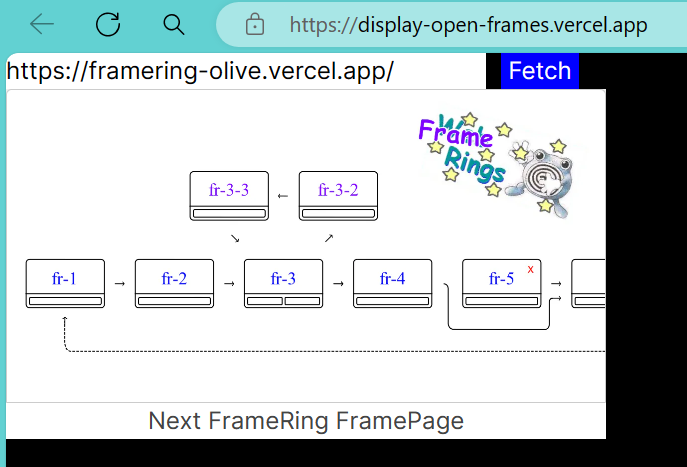 https://display-open-frames.vercel.app
https://framering-olive.vercel.app/ Fetch
Web
Frame
Rings
fr-3-3 ← fr-3-2
↘ ↗
fr-1 → fr-2 → fr-3 → fr-4 fr-5 x →
Next FrameRing FramePage